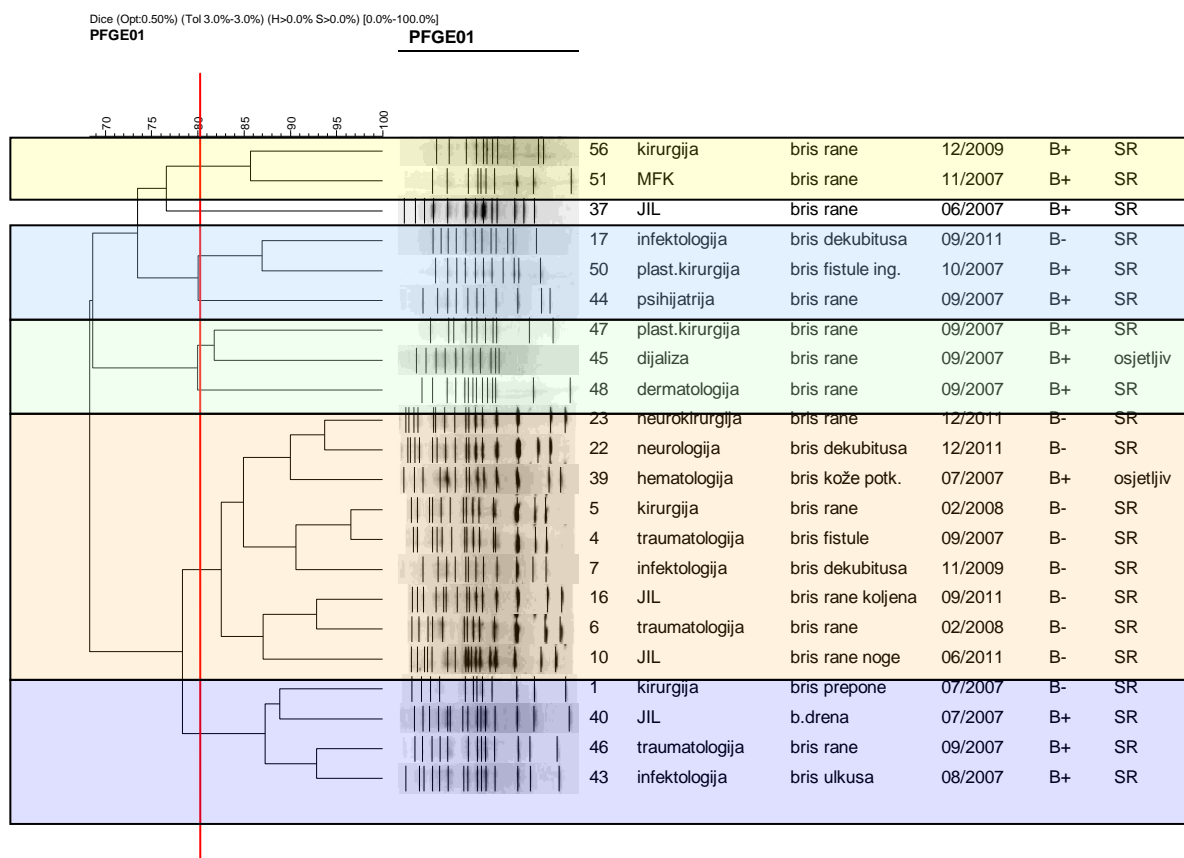 Dice (Opt:0.50%) (Tol 3.0%-3.0%) (H>0.0% S>0.0%) [0.0%-100.0%]
PFGE01 PFGE01
70 75 80 85 90 95 100
56 kirurgija bris rane 12/2009 B+ SR
51 MFK bris rane 11/2007 B+ SR
37 JIL bris rane 06/2007 B+ SR
17 infektologija bris dekubitusa 09/2011 B- SR
50 plast.kirurgija bris fistule ing. 10/2007 B+ SR
44 psihijatrija bris rane 09/2007 B+ SR
47 plast.kirurgija bris rane 09/2007 B+ SR
45 dijaliza bris rane 09/2007 B+ osjetljiv
48 dermatologija bris rane 09/2007 B+ SR
23 neurokirurgija bris rane 12/2011 B- SR
22 neurologija bris dekubitusa 12/2011 B- SR
39 hematologija bris kože potk. 07/2007 B+ osjetljiv
5 kirurgija bris rane 02/2008 B- SR
4 traumatologija bris fistule 09/2007 B- SR
7 infektologija bris dekubitusa 11/2009 B- SR
16 JIL bris rane koljena 09/2011 B- SR
6 traumatologija bris rane 02/2008 B- SR
10 JIL bris rane noge 06/2011 B- SR
1 kirurgija bris prepone 07/2007 B- SR
40 JIL b.drena 07/2007 B+ SR
46 traumatologija bris rane 09/2007 B+ SR
43 infektologija bris ulkusa 08/2007 B+ SR